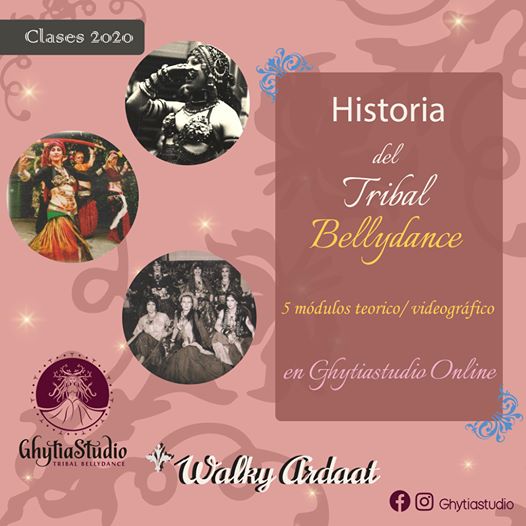 Clases 2020
Historia
del
Tribal
Bellydance
5 módulos teorico/ videográfico
en Ghytiastudio Online
GhytiaStudio
TRIBAL BELLYDANCE
Walky Ardaat
Ghytiastudio